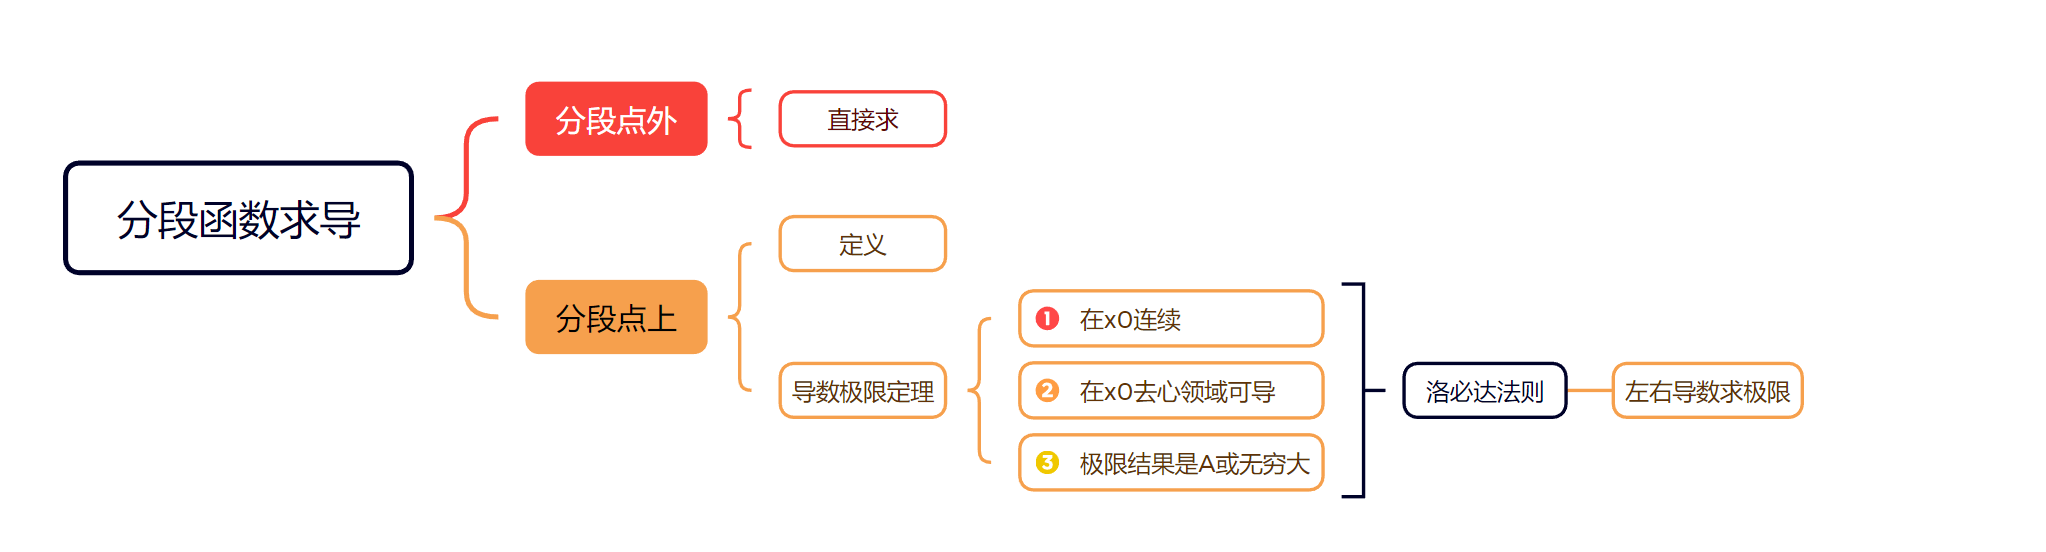 分段函数求导
分段点外
直接求
分段点上
定义
导数极限定理
1 在x0连续
2 在x0去心领域可导
3 极限结果是A或无穷大
洛必达法则
左右导数求极限